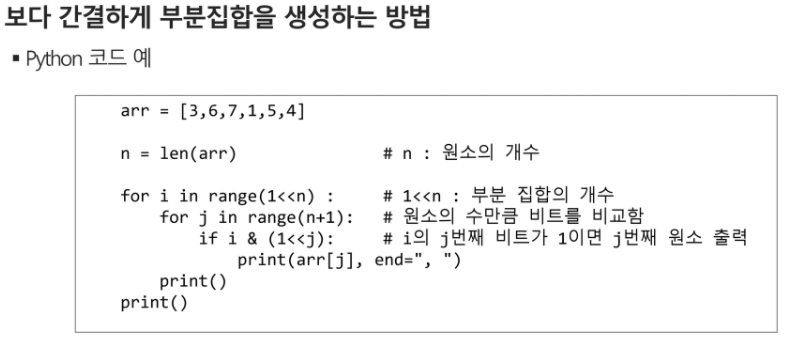 보다 간결하게 부분집합을 생성하는 방법
▪ Python 코드 예
arr = [3,6,7,1,5,4]
n = len(arr) # n : 원소의 개수
for i in range(1<<n) : # 1<<n : 부분 집합의 개수
for j in range(n+1): # 원소의 수만큼 비트를 비교함
if i & (1<<j): # i의 j번째 비트가 1이면 j번째 원소 출력
print(arr[j], end=", ")
print()
print()